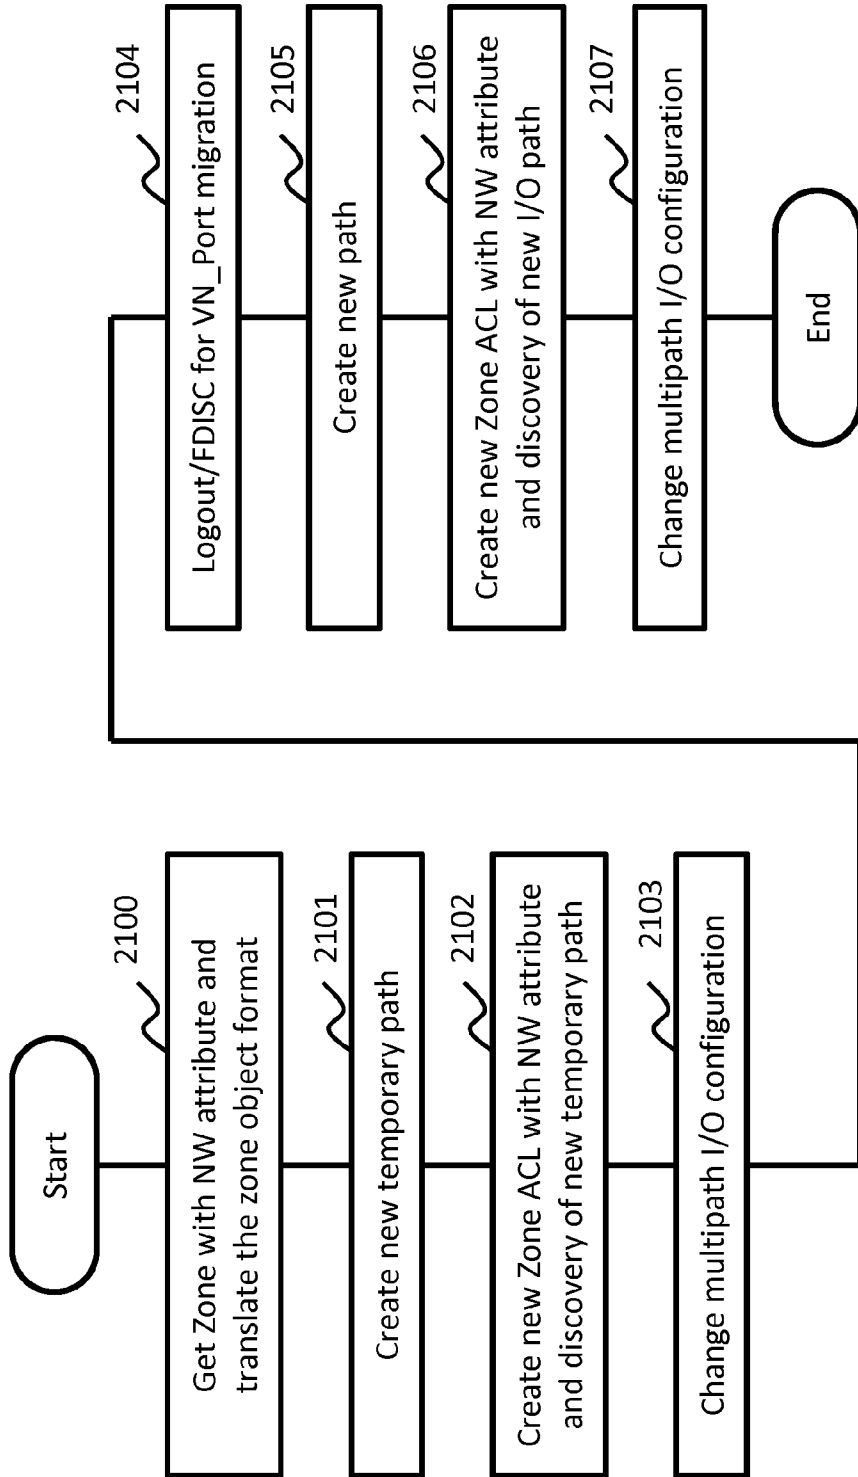 Start
2100
Get Zone with NW attribute and
translate the zone object format
2101
Create new temporary path
2102
Create new Zone ACL with NW attribute
and discovery of new temporary path
2103
Change multipath I/O configuration
2104
Logout/FDISC for VN_Port migration
2105
Create new path
2106
Create new Zone ACL with NW attribute
and discovery of new I/O path
2107
Change multipath I/O configuration
End